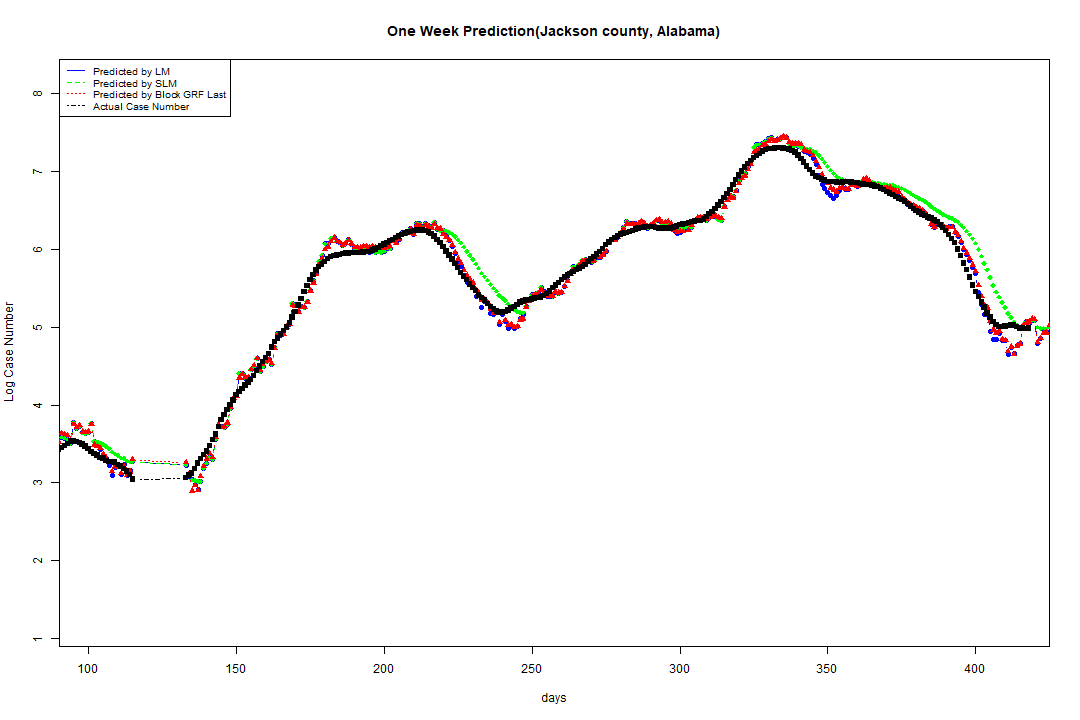 One Week Prediction(Jackson county, Alabama)
Predicted by LM
Predicted by SLM
Predicted by Block GRF Last
Actual Case Number
8
7
6
5
4
3
2
1
Log Case Number
100 150 200 250 300 350 400
days